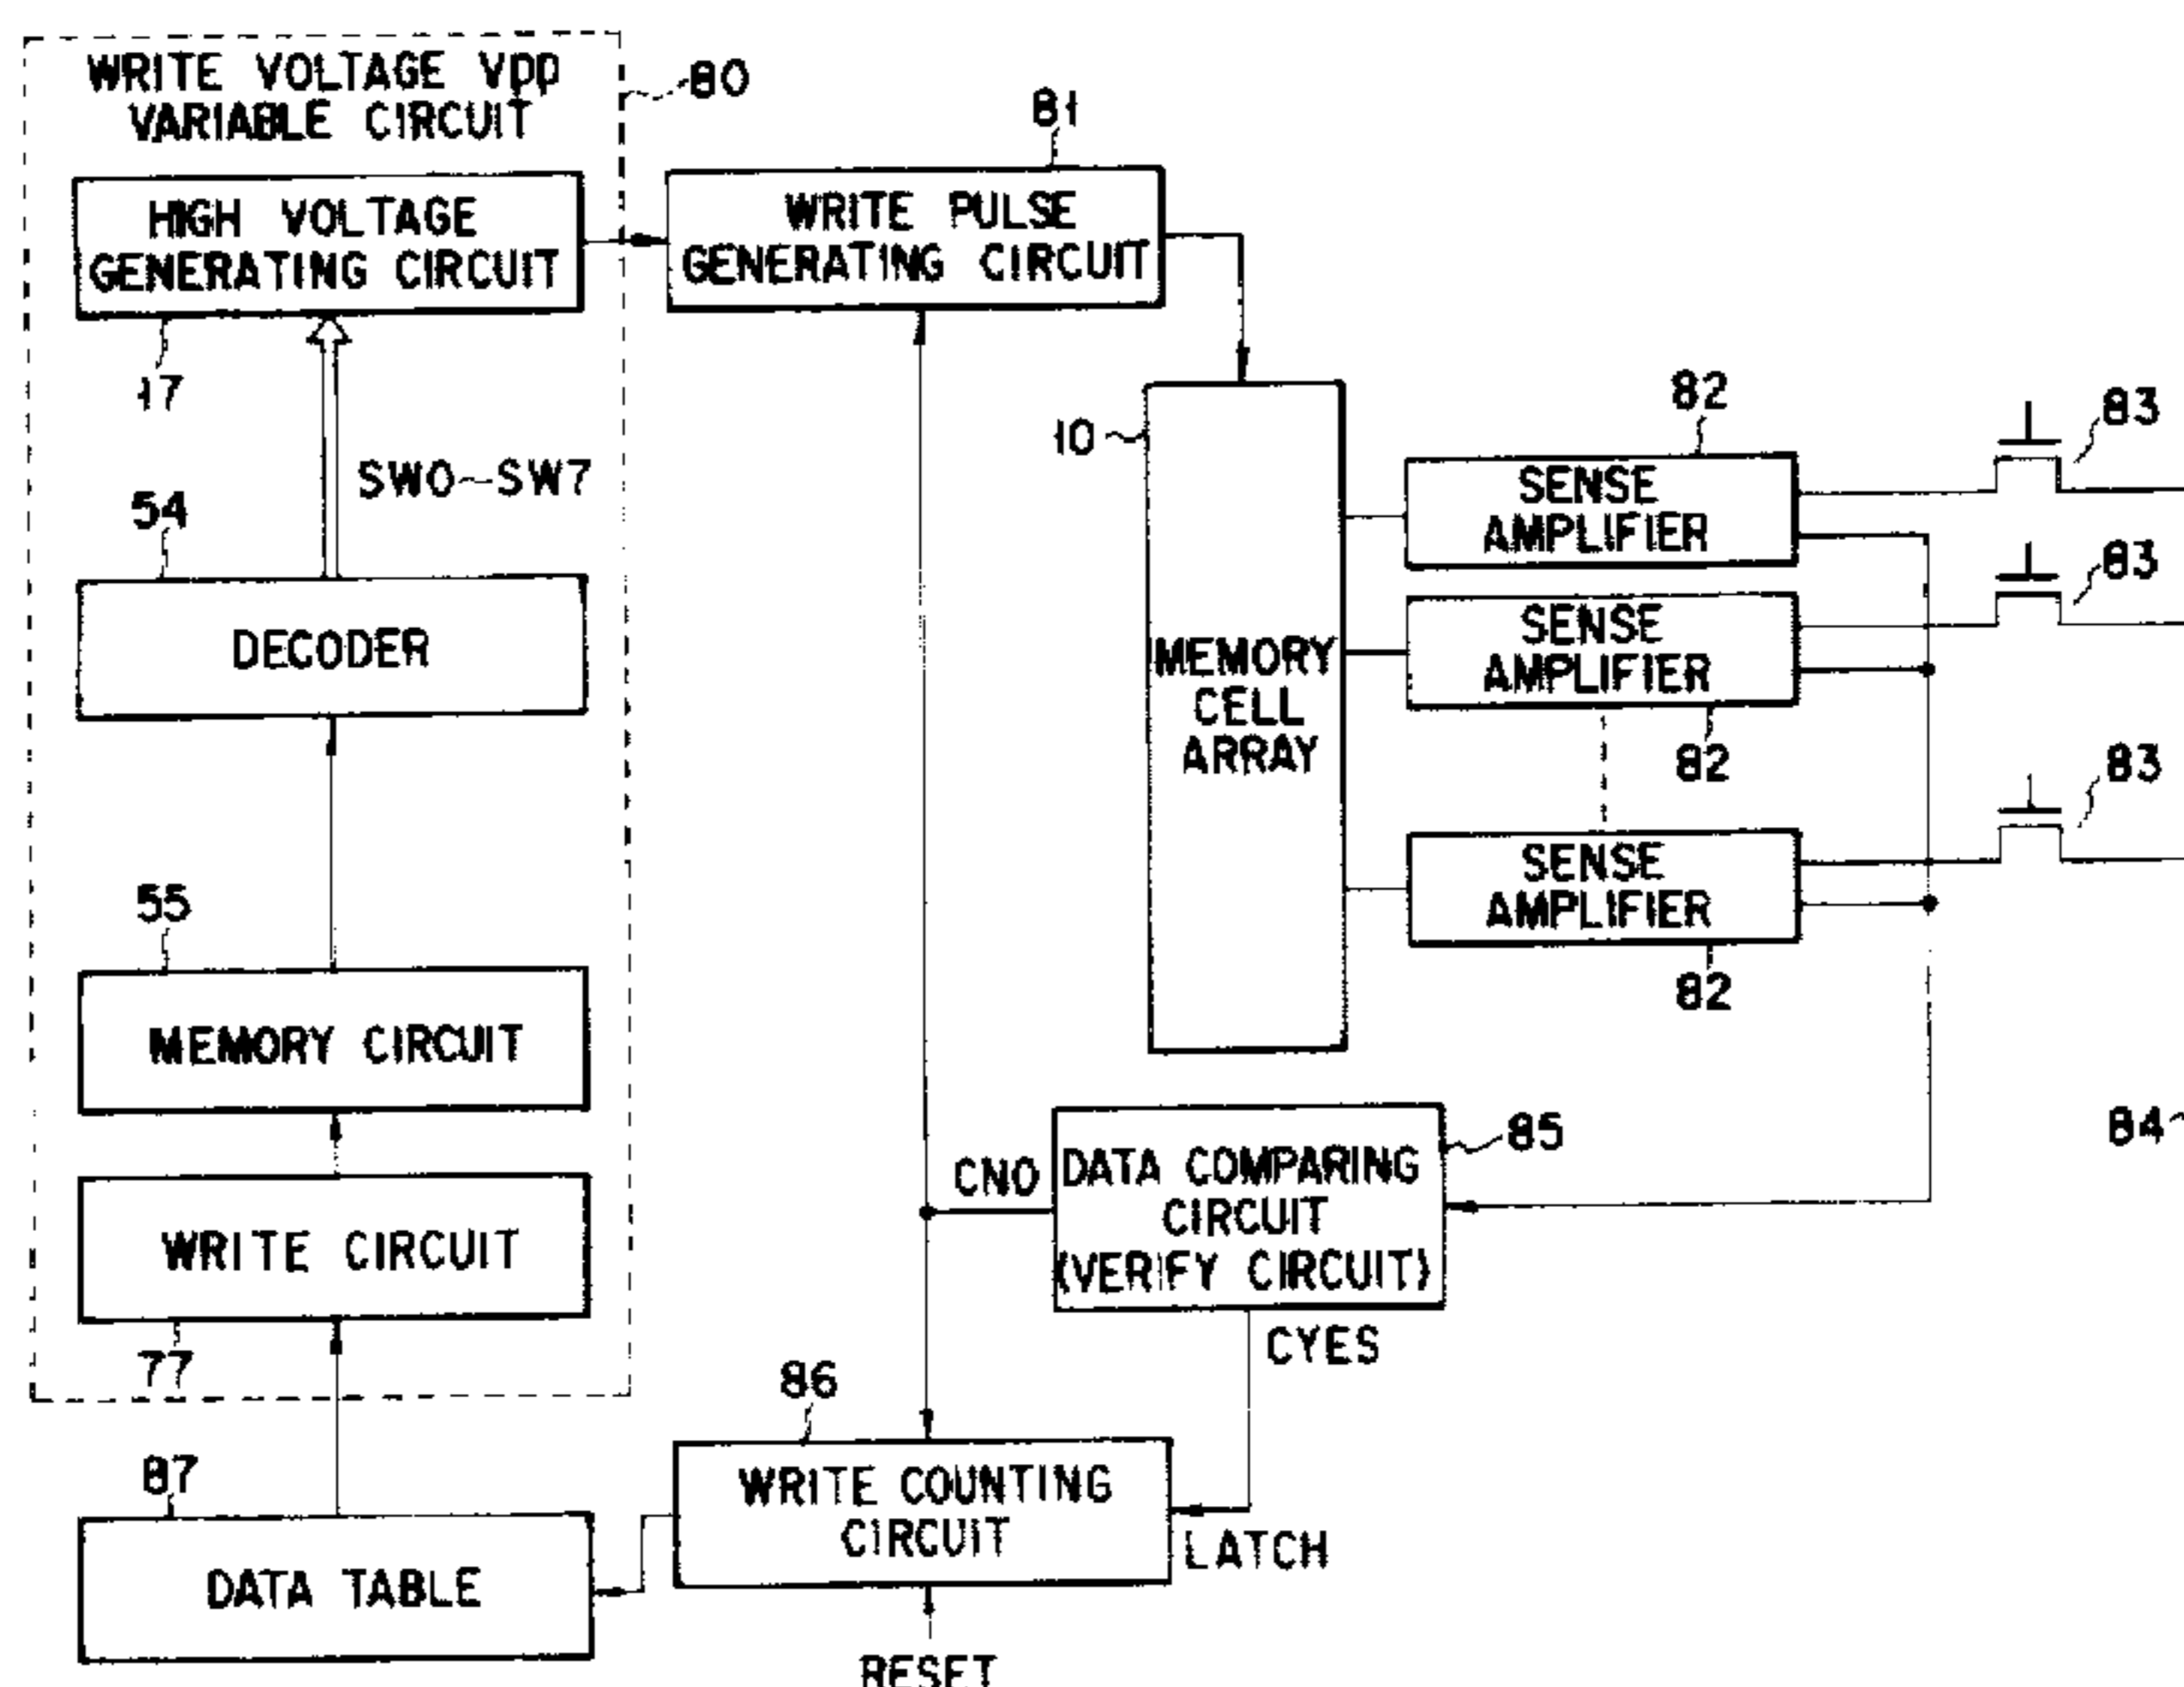 WRITE VOLTAGE VPP
VARIABLE CIRCUIT
80
HIGH VOLTAGE
GENERATING CIRCUIT
17
SW0~SW7
54
DECODER
55
MEMORY CIRCUIT
WRITE CIRCUIT
77
87
DATA TABLE
81
WRITE PULSE
GENERATING CIRCUIT
10
MEMORY
CELL
ARRAY
82
SENSE
AMPLIFIER
83
SENSE
AMPLIFIER
82
83
SENSE
AMPLIFIER
82
83
84
85
CNO
DATA COMPARING
CIRCUIT
(VERIFY CIRCUIT)
CYES
86
WRITE COUNTING
CIRCUIT
LATCH
RESET